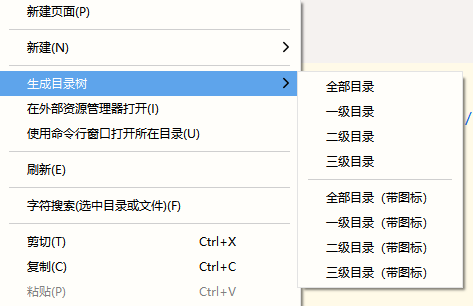 新建页面(P)
新建(N)
生成目录树
在外部资源管理器打开(I)
使用命令行窗口打开所在目录(U)
刷新(E)
字符搜索(选中目录或文件)(F)
剪切(T) Ctrl+X
复制(C) Ctrl+C
粘贴(P) Ctrl+V
全部目录
一级目录
二级目录
三级目录
全部目录（带图标）
一级目录（带图标）
二级目录（带图标）
三级目录（带图标）
/